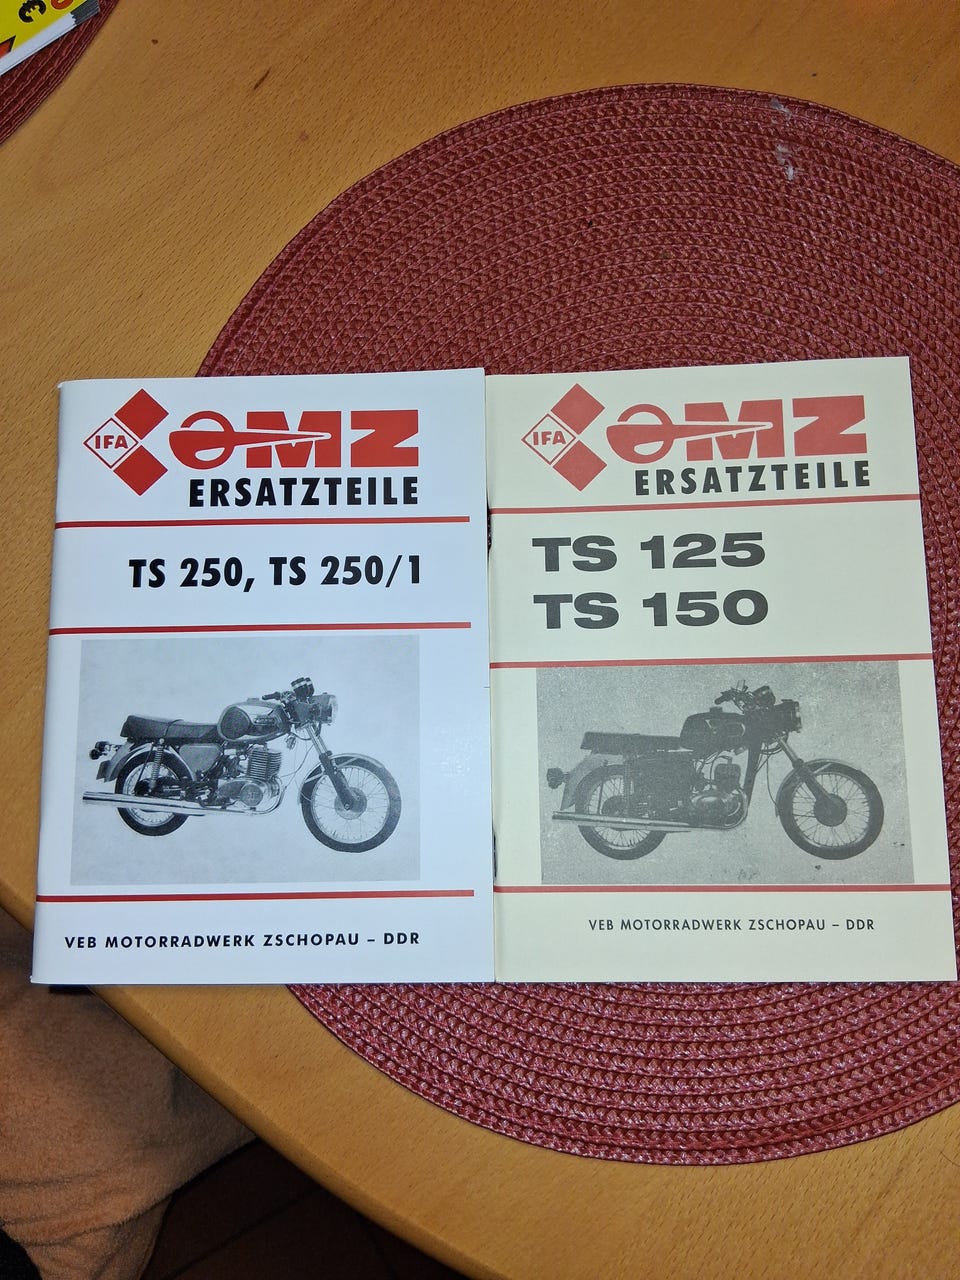 €
IFA
MZ
ERSATZTEILE
TS 250, TS 250/1
VEB MOTORRADWERK ZSCHOPAU – DDR
IFA
MZ
ERSATZTEILE
TS 125
TS 150
VEB MOTORRADWERK ZSCHOPAU – DDR